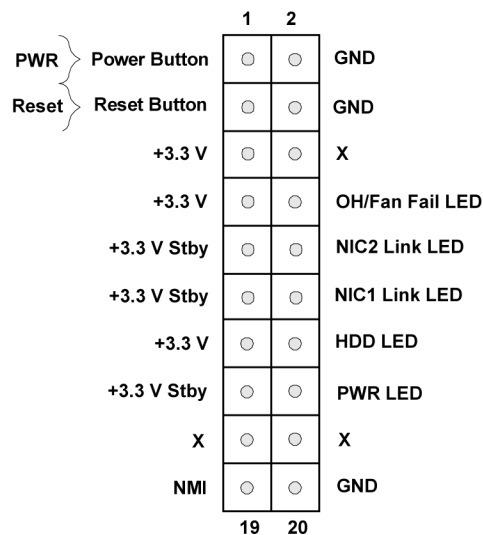 1 2
PWR Power Button GND
Reset Reset Button GND
+3.3 V X
+3.3 V OH/Fan Fail LED
+3.3 V Stby NIC2 Link LED
+3.3 V Stby NIC1 Link LED
+3.3 V HDD LED
+3.3 V Stby PWR LED
X X
NMI GND
19 20